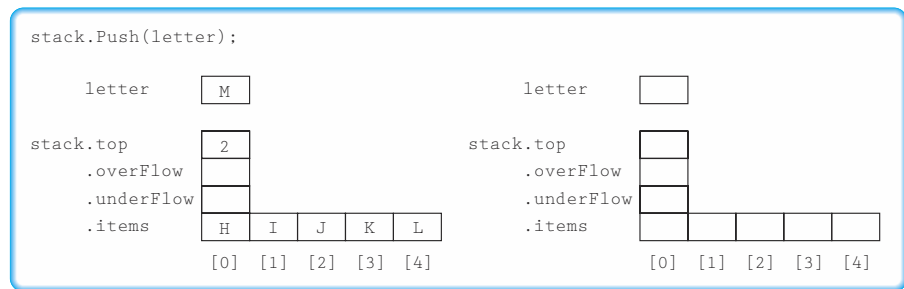 stack.Push(letter);
letter M letter
stack.top 2 stack.top
.overFlow .overFlow
.underFlow .underFlow
.items H I J K L .items
[0] [1] [2] [3] [4] [0] [1] [2] [3] [4]